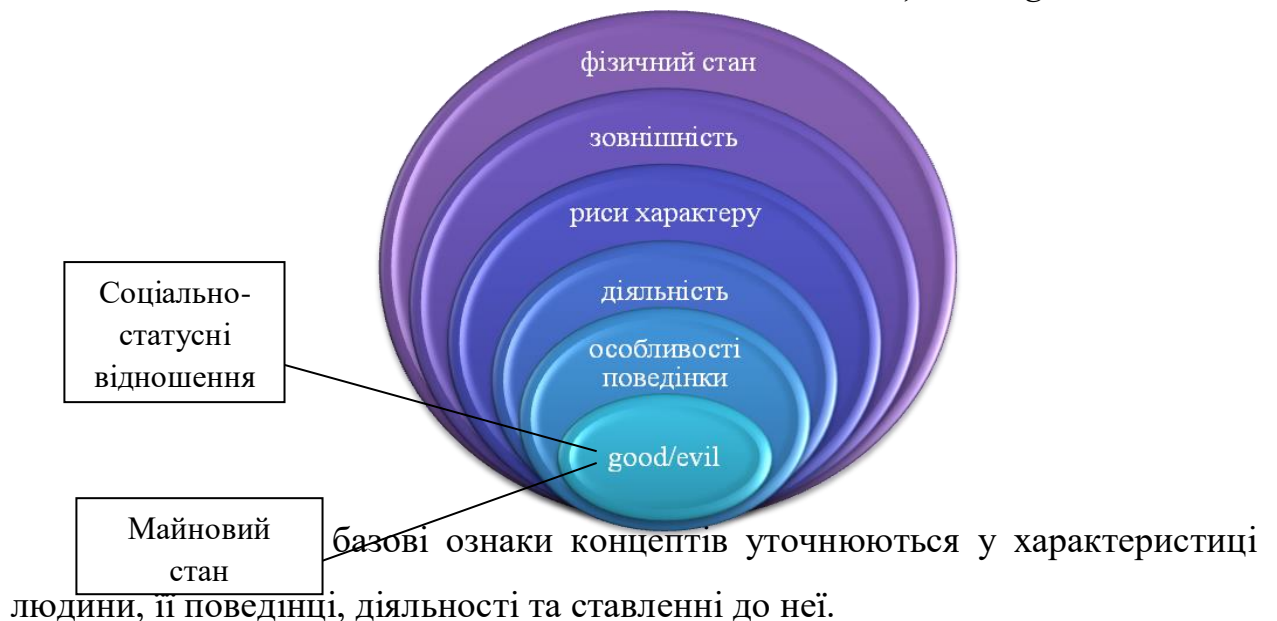 фізичний стан
зовнішність
риси характеру
діяльність
особливості
поведінки
good/evil
Соціально-
статусні
відношення
Майновий
стан
базові ознаки концептів уточнюються у характеристиці
людини, її поведінці, діяльності та ставленні до неї.